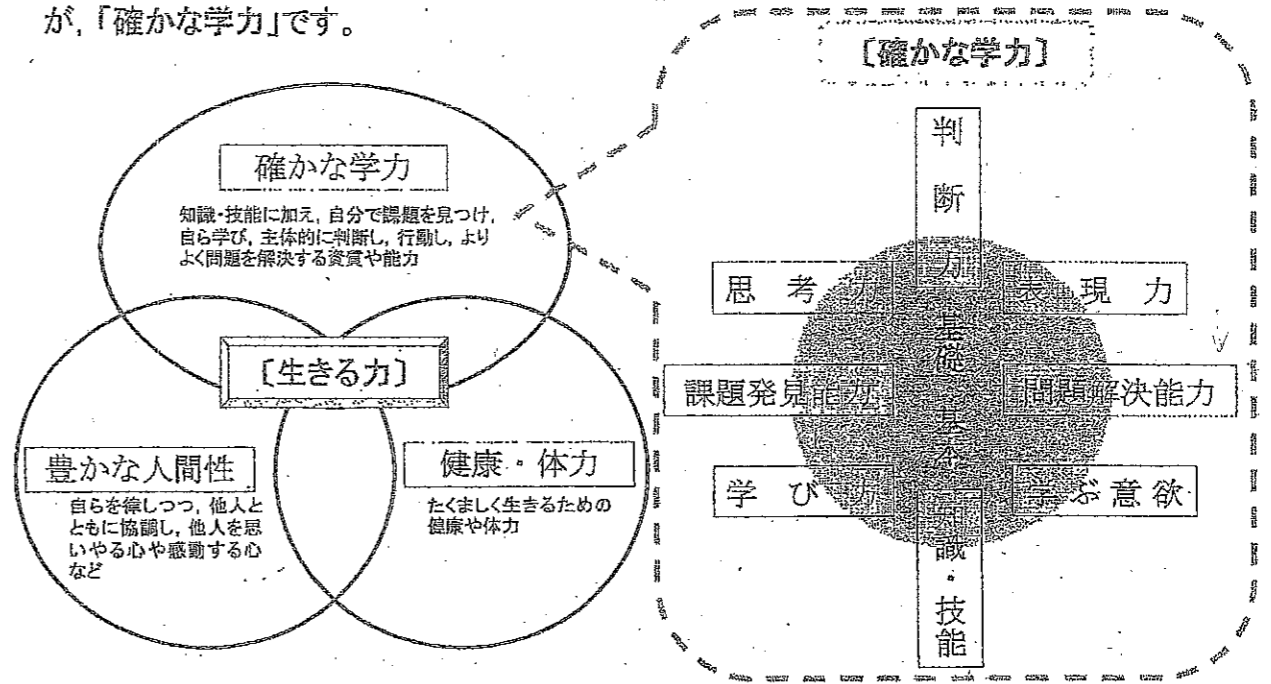 が,「確かな学力」です。
確かな学力
知識・技能に加え, 自分で課題を見つけ,
自ら学び, 主体的に判断し, 行動し, より
よく問題を解決する資質や能力
[生きる力]
豊かな人間性
自らを律しつつ, 他人と
ともに協調し, 他人を思
いやる心や感動する心
など
健康・体力
たくましく生きるための
健康や体力
[確かな学力]
判断力
思考力
表現力
基礎・基本
課題発見能力
問題解決能力
学び方
学ぶ意欲
知識・技能